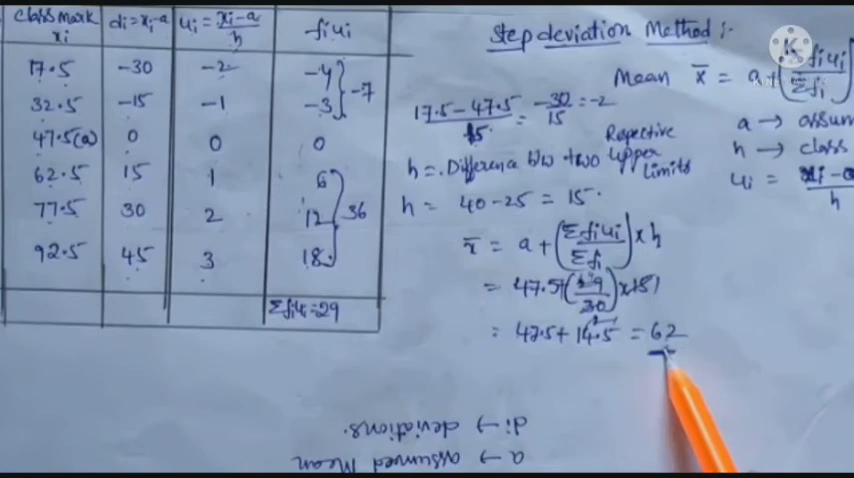 class mark xi | di = xi-a | ui = xi-a/h | fiui
17.5 | -30 | -2 | -4
32.5 | -15 | -1 | -3 } -7
47.5(a) | 0 | 0 | 0
62.5 | 15 | 1 | 6
77.5 | 30 | 2 | 12 } 36
92.5 | 45 | 3 | 18
Σfiui = 29
Step deviation Method :-
Mean x̄ = a + (fiui/Σfi)
17.5-47.5/15 = -30/15 = -2
a → assum
h → class
ui = xi-a/h
h = Difference b/w two upper
Limits
h = 40-25 = 15.
x̄ = a + (Σfiui/Σfi) x h
= 47.5+(29/30)x15
= 47.5+ 14.5 = 62
di → deviations.
a → assumed Mean